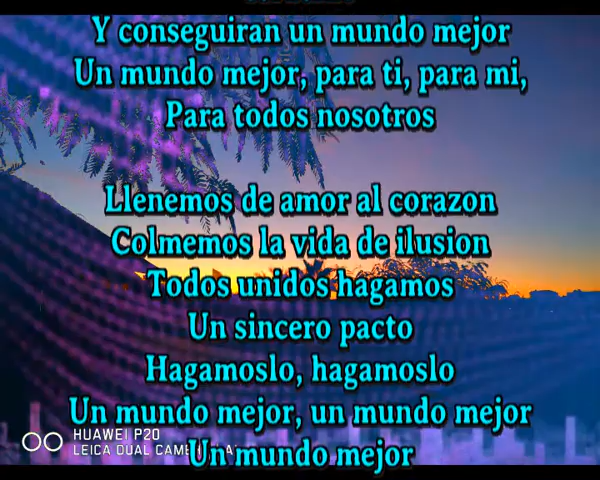 Y conseguiran un mundo mejor
Un mundo mejor, para ti, para mi,
Para todos nosotros
Llenemos de amor al corazon
Colmemos la vida de ilusion
Todos unidos hagamos
Un sincero pacto
Hagamoslo, hagamoslo
Un mundo mejor, un mundo mejor
HUAWEI P20
LEICA DUAL CAMERA
Un mundo mejor